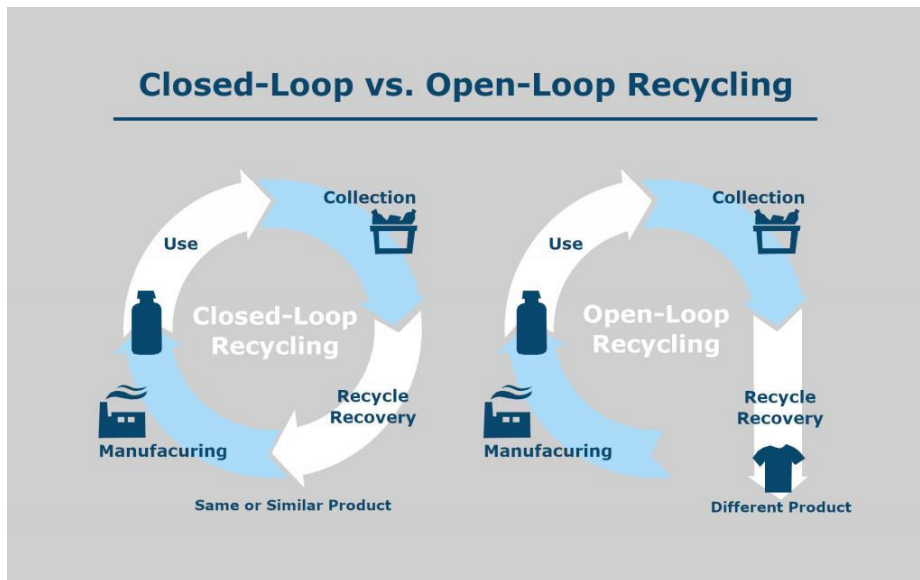 Closed-Loop vs. Open-Loop Recycling
Collection
Use
Closed-Loop
Recycling
Recycle
Recovery
Manufacuring
Same or Similar Product
Collection
Use
Open-Loop
Recycling
Recycle
Recovery
Manufacuring
Different Product